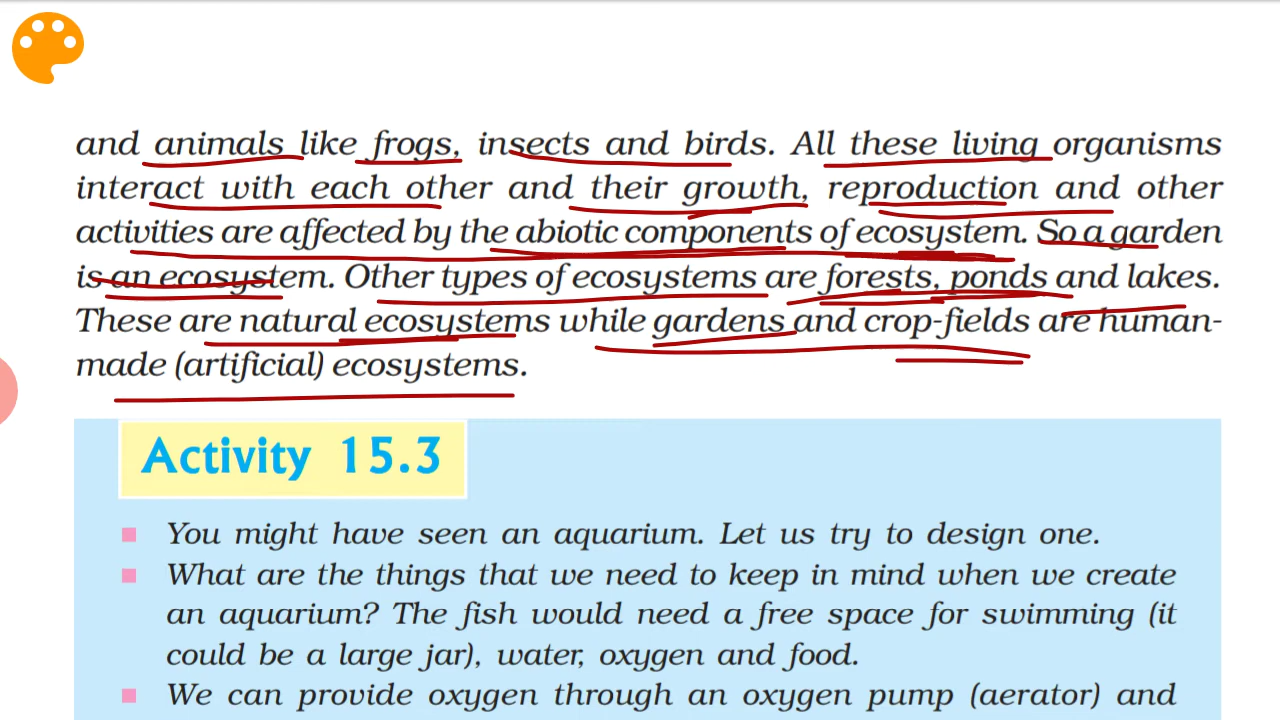 and animals like frogs, insects and birds. All these living organisms
interact with each other and their growth, reproduction and other
activities are affected by the abiotic components of ecosystem. So a garden
is an ecosystem. Other types of ecosystems are forests, ponds and lakes.
These are natural ecosystems while gardens and crop-fields are human-
made (artificial) ecosystems.
Activity 15.3
You might have seen an aquarium. Let us try to design one.
What are the things that we need to keep in mind when we create
an aquarium? The fish would need a free space for swimming (it
could be a large jar), water, oxygen and food.
We can provide oxygen through an oxygen pump (aerator) and